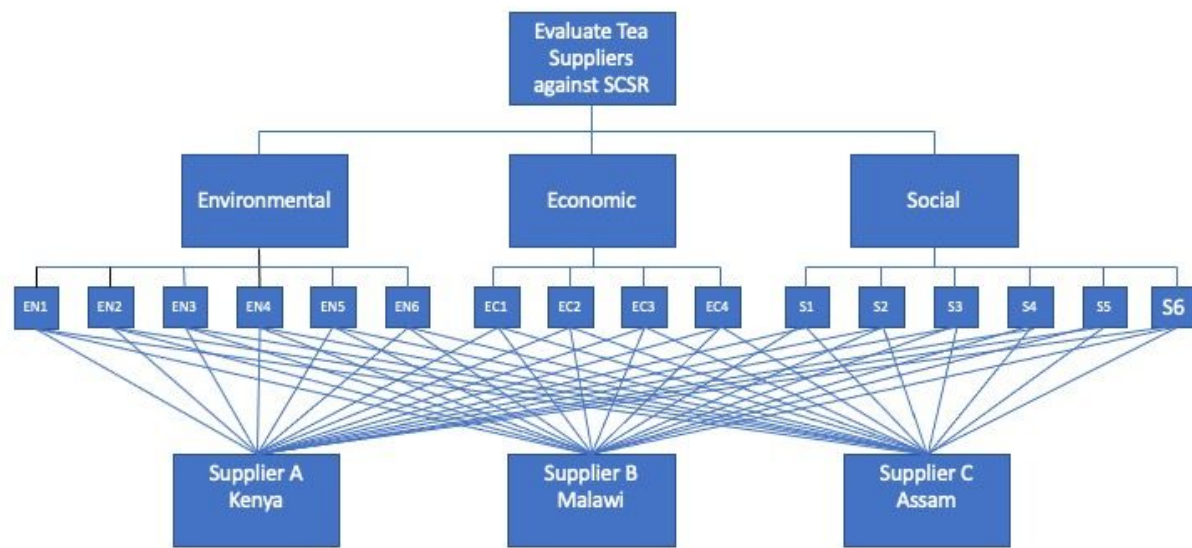 Evaluate Tea
Suppliers
against SCSR
Environmental
Economic
Social
EN1
EN2
EN3
EN4
EN5
EN6
EC1
EC2
EC3
EC4
S1
S2
S3
S4
S5
S6
Supplier A
Kenya
Supplier B
Malawi
Supplier C
Assam